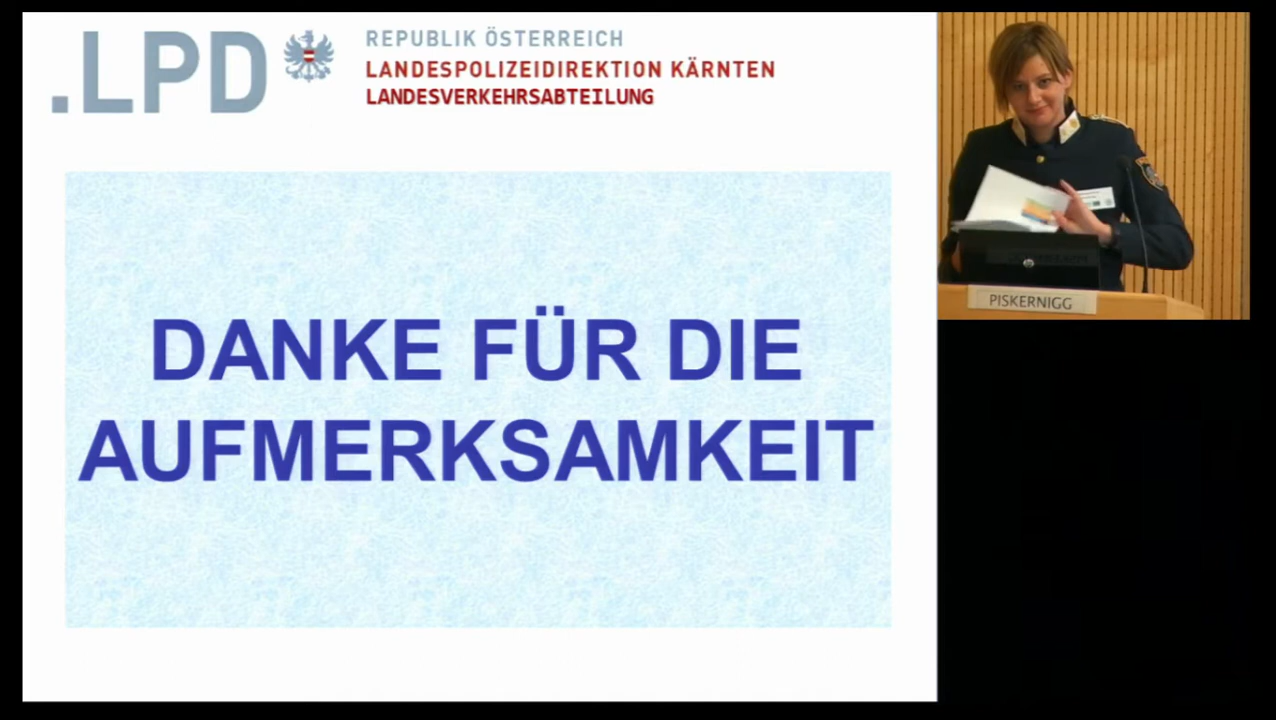 .LPD
REPUBLIK ÖSTERREICH
LANDESPOLIZEIDIREKTION KÄRNTEN
LANDESVERKEHRSABTEILUNG
DANKE FÜR DIE
AUFMERKSAMKEIT
PISKERNIGG